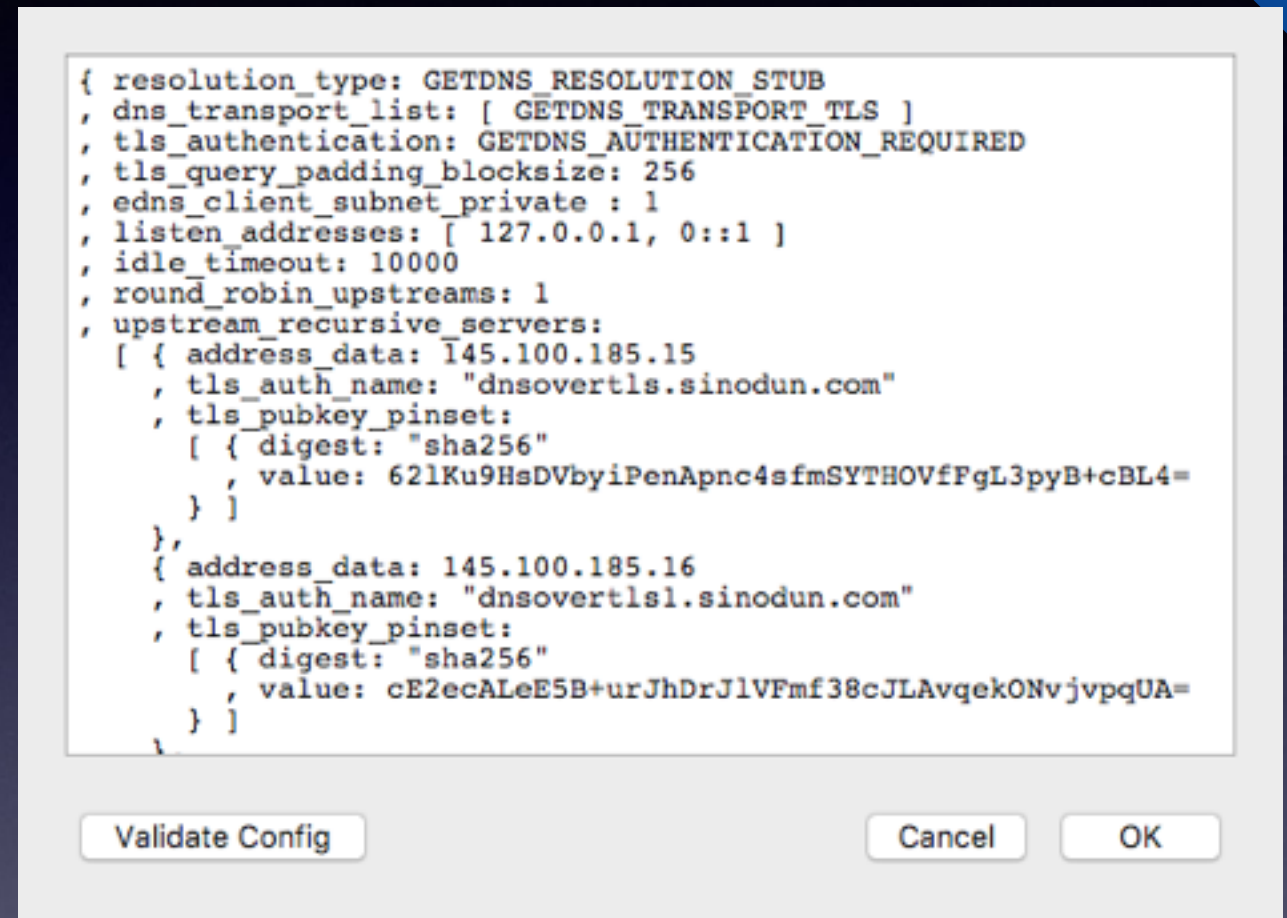 { resolution_type: GETDNS_RESOLUTION_STUB
, dns_transport_list: [ GETDNS_TRANSPORT_TLS ]
, tls_authentication: GETDNS_AUTHENTICATION_REQUIRED
, tls_query_padding_blocksize: 256
, edns_client_subnet_private : 1
, listen_addresses: [ 127.0.0.1, 0::1 ]
, idle_timeout: 10000
, round_robin_upstreams: 1
, upstream_recursive_servers:
[ { address_data: 145.100.185.15
, tls_auth_name: "dnsovertls.sinodun.com"
, tls_pubkey_pinset:
[ { digest: "sha256"
, value: 62lKu9HsDVbyiPenApnc4sfmSYTHOVfFgL3pyB+cBL4=
} ]
},
{ address_data: 145.100.185.16
, tls_auth_name: "dnsovertls1.sinodun.com"
, tls_pubkey_pinset:
[ { digest: "sha256"
, value: cE2ecALeE5B+urJhDrJlVFmf38cJLAvqekONvjvpqUA=
} ]
},
Validate Config
Cancel
OK